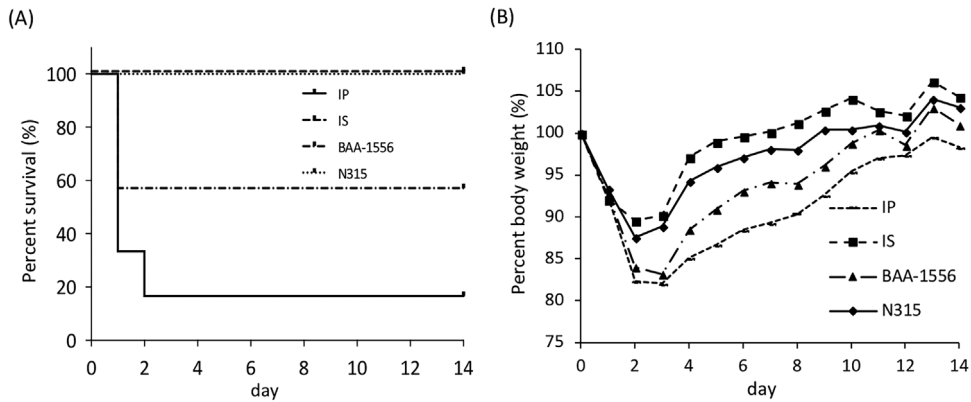 (A)
Percent survival (%)
100
80
60
40
20
0
0 2 4 6 8 10 12 14
day
IP
IS
BAA-1556
N315
(B)
Percent body weight (%)
110
105
100
95
90
85
80
75
0 2 4 6 8 10 12 14
day
IP
IS
BAA-1556
N315